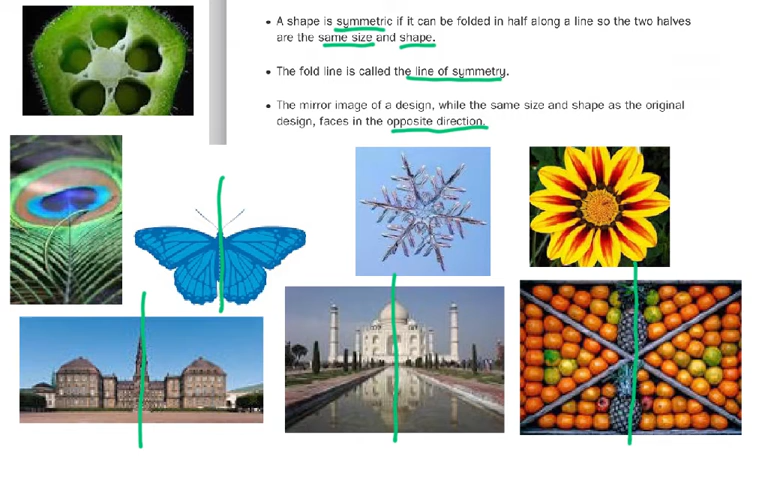 • A shape is symmetric if it can be folded in half along a line so the two halves
are the same size and shape.
• The fold line is called the line of symmetry.
• The mirror image of a design, while the same size and shape as the original
design, faces in the opposite direction.